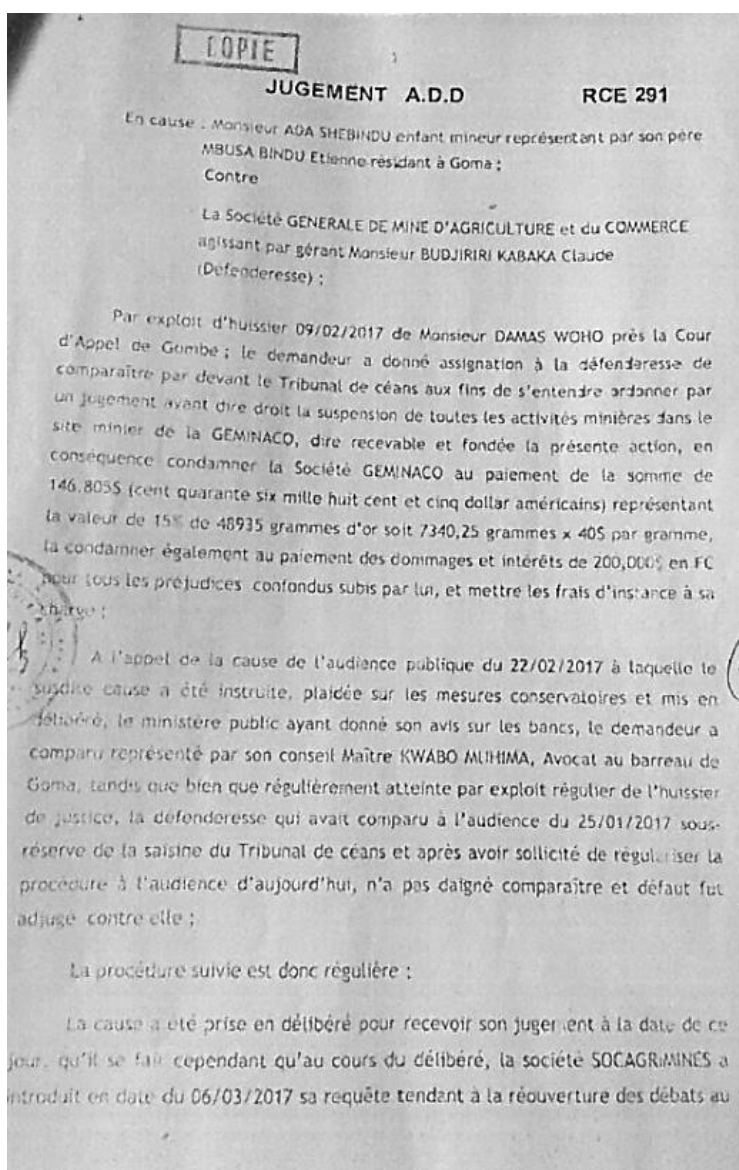 COPIE
JUGEMENT A.D.D RCE 291
En cause : Monsieur ADA SHEBINDU enfant mineur représentant par son père
MBUSA BINDU Etienne résidant à Goma ;
Contre
La Société GENERALE DE MINE D'AGRICULTURE et du COMMERCE
agissant par gérant Monsieur BUDJIRIRI KABAKA Claude
(Defenderesse) ;
Par exploit d'huissier 09/02/2017 de Monsieur DAMAS WOHO près la Cour
d'Appel de Gombe ; le demandeur a donné assignation à la défenderesse de
comparaître par devant le Tribunal de céans aux fins de s'entendre ordonner par
un jugement avant dire droit la suspension de toutes les activités minières dans le
site minier de la GEMINACO, dire recevable et fondée la présente action, en
conséquence condamner la Société GEMINACO au paiement de la somme de
146.805$ (cent quarante six mille huit cent et cinq dollar américains) représentant
la valeur de 15% de 48935 grammes d'or soit 7340,25 grammes x 40$ par gramme,
la condamner également au paiement des dommages et intérêts de 200,000$ en FC
pour tous les préjudices confondus subis par lui, et mettre les frais d'instance à sa
charge ;
A l'appel de la cause de l'audience publique du 22/02/2017 à laquelle le
susdite cause a été instruite, plaidée sur les mesures conservatoires et mis en
délibéré, le ministère public ayant donné son avis sur les bancs, le demandeur a
comparu représenté par son conseil Maître KWABO MUHIMA, Avocat au barreau de
Goma, tandis que bien que régulièrement atteinte par exploit régulier de l'huissier
de justice, la défenderesse qui avait comparu à l'audience du 25/01/2017 sous-
réserve de la saisine du Tribunal de céans et après avoir sollicité de régulariser la
procédure à l'audience d'aujourd'hui, n'a pas daigné comparaître et défaut fut
adjugé contre elle ;
La procédure suivie est donc régulière ;
La cause a été prise en délibéré pour recevoir son jugement à la date de ce
jour, qu'il se fait cependant qu'au cours du délibéré, la société SOCAGRIMINES a
introduit en date du 06/03/2017 sa requête tendant à la réouverture des débats au